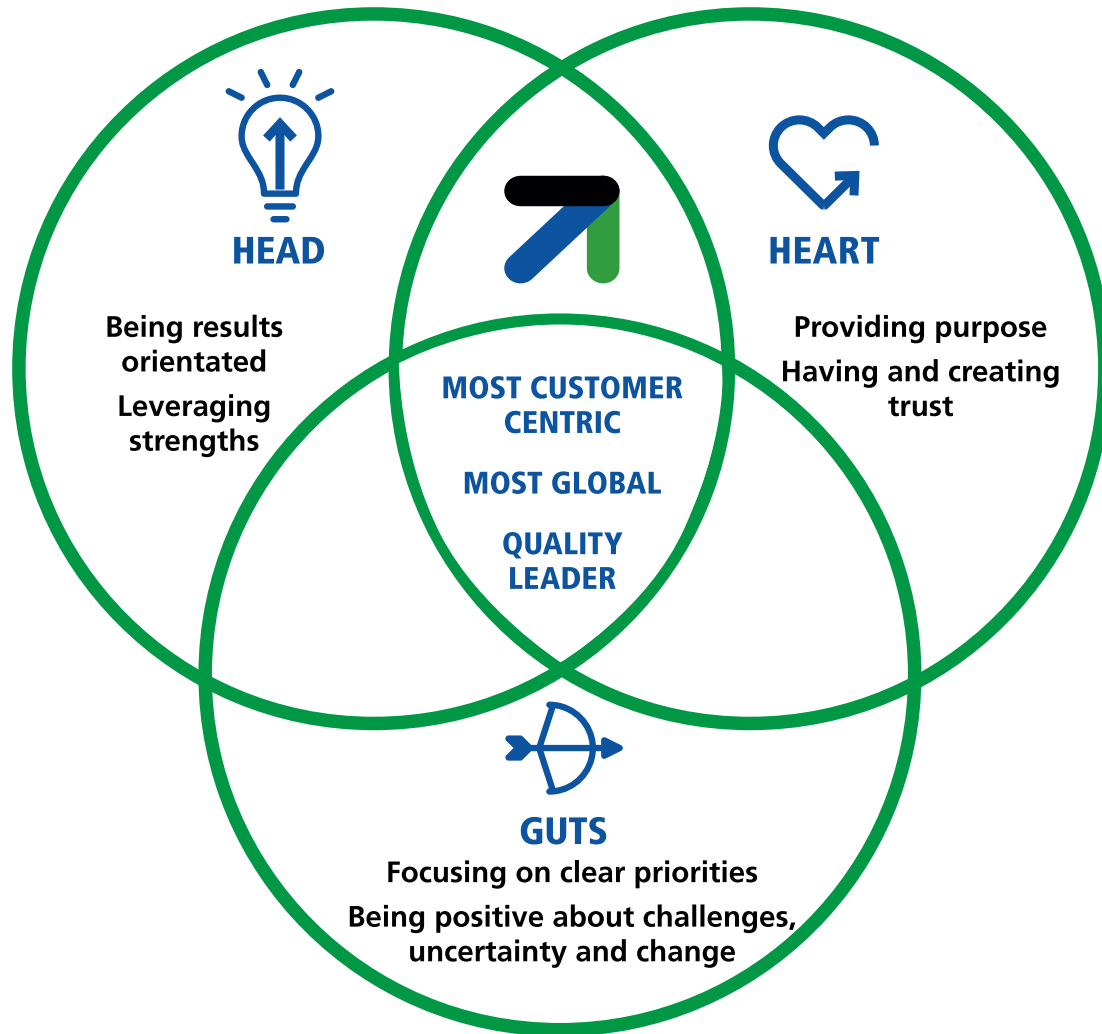 HEAD
Being results
orientated
Leveraging
strengths
HEART
Providing purpose
Having and creating
trust
MOST CUSTOMER
CENTRIC
MOST GLOBAL
QUALITY
LEADER
GUTS
Focusing on clear priorities
Being positive about challenges,
uncertainty and change